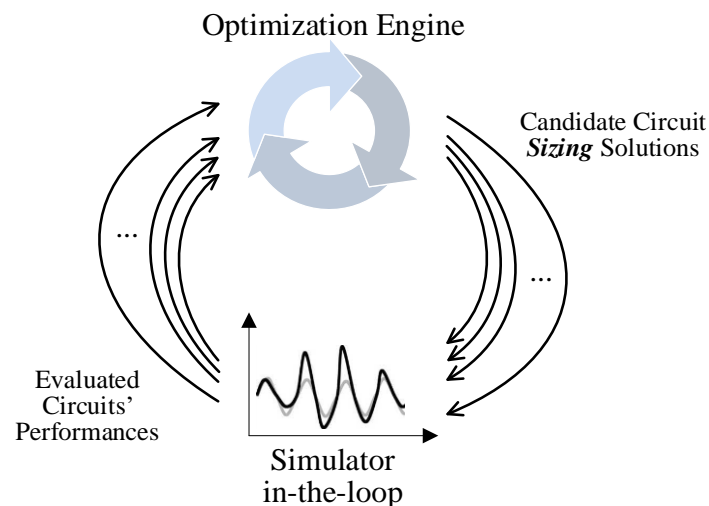 Optimization Engine
Candidate Circuit
Sizing Solutions
...
...
Evaluated
Circuits’
Performances
Simulator
in-the-loop